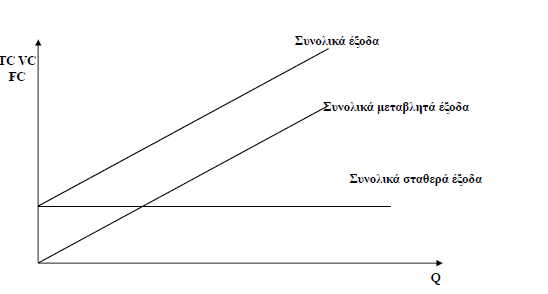 Συνολικά έξοδα
TC VC
FC
Συνολικά μεταβλητά έξοδα
Συνολικά σταθερά έξοδα
Q